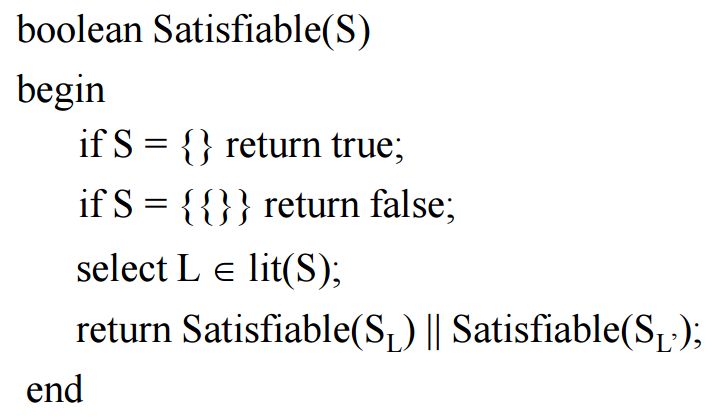 boolean Satisfiable(S)
begin
if S = {} return true;
if S = {{}} return false;
select L ∈ lit(S);
return Satisfiable(S_L) || Satisfiable(S_L’);
end